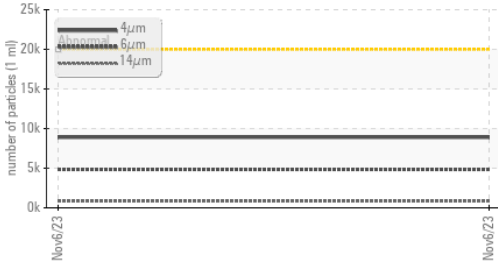 number of particles (1 ml)
25k
20k
15k
10k
5k
0k
Abnormal
4µm
6µm
14µm
Nov6/23
Nov6/23